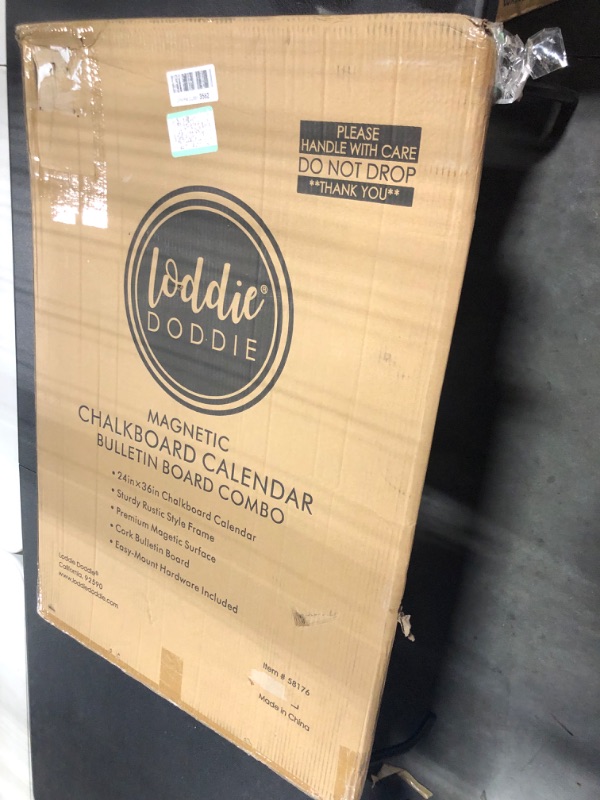 PLEASE
HANDLE WITH CARE
DO NOT DROP
**THANK YOU**
loddie®
DODDIE
MAGNETIC
CHALKBOARD CALENDAR
BULLETIN BOARD COMBO
• 24in x 36in Chalkboard Calendar
• Sturdy Rustic Style Frame
• Premium Magetic Surface
• Cork Bulletin Board
• Easy-Mount Hardware Included
Loddie Doddie®
California, 92590
www.loddiedoddie.com
Item # 58176
Made in China